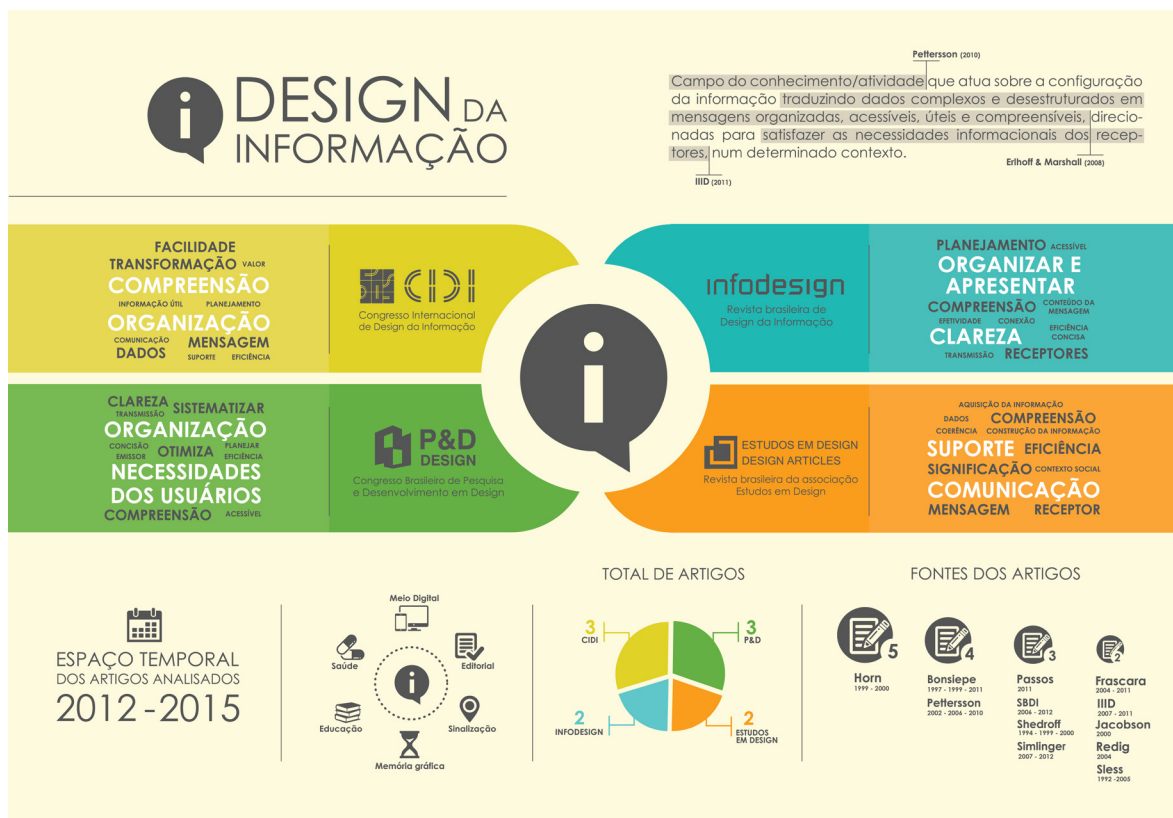 i
DESIGN DA
INFORMAÇÃO
Pettersson (2010)
Campo do conhecimento/atividade que atua sobre a configuração
da informação traduzindo dados complexos e desestruturados em
mensagens organizadas, acessíveis, úteis e compreensíveis, direcio-
nadas para satisfazer as necessidades informacionais dos recep-
tores, num determinado contexto.
Erlhoff & Marshall (2008)
IIID (2011)
FACILIDADE
TRANSFORMAÇÃO VALOR
COMPREENSÃO
INFORMAÇÃO ÚTIL PLANEJAMENTO
ORGANIZAÇÃO
COMUNICAÇÃO MENSAGEM
DADOS SUPORTE EFICIÊNCIA
CIDI
Congresso Internacional
de Design da Informação
infodesign
Revista brasileira de
Design da Informação
PLANEJAMENTO ACESSÍVEL
ORGANIZAR E
APRESENTAR
COMPREENSÃO CONTEÚDO DA
MENSAGEM
EFETIVIDADE CONEXÃO
CLAREZA EFICIÊNCIA
CONCISA
TRANSMISSÃO RECEPTORES
i
CLAREZA SISTEMATIZAR
TRANSMISSÃO
ORGANIZAÇÃO
CONCISÃO OTIMIZA PLANEJAR
EMISSOR EFICIÊNCIA
NECESSIDADES
DOS USUÁRIOS
COMPREENSÃO ACESSÍVEL
P&D
DESIGN
Congresso Brasileiro de Pesquisa
e Desenvolvimento em Design
ESTUDOS EM DESIGN
DESIGN ARTICLES
Revista brasileira da associação
Estudos em Design
AQUISIÇÃO DA INFORMAÇÃO
DADOS COMPREENSÃO
COERÊNCIA CONSTRUÇÃO DA INFORMAÇÃO
SUPORTE EFICIÊNCIA
SIGNIFICAÇÃO CONTEXTO SOCIAL
COMUNICAÇÃO
MENSAGEM RECEPTOR
ESPAÇO TEMPORAL
DOS ARTIGOS ANALISADOS
2012 -2015
Meio Digital
Saúde
Editorial
i
Educação
Sinalização
Memória gráfica
TOTAL DE ARTIGOS
3
CIDI
3
P&D
2
INFODESIGN
2
ESTUDOS
EM DESIGN
FONTES DOS ARTIGOS
5
Horn
1999 - 2000
4
Bonsiepe
1997 - 1999 - 2011
Pettersson
2002 - 2006 - 2010
3
Passos
2011
SBDI
2006 - 2012
Shedroff
1994 - 1999 - 2000
Simlinger
2007 - 2012
2
Frascara
2004 - 2011
IIID
2007 - 2011
Jacobson
2000
Redig
2004
Sless
1992 -2005